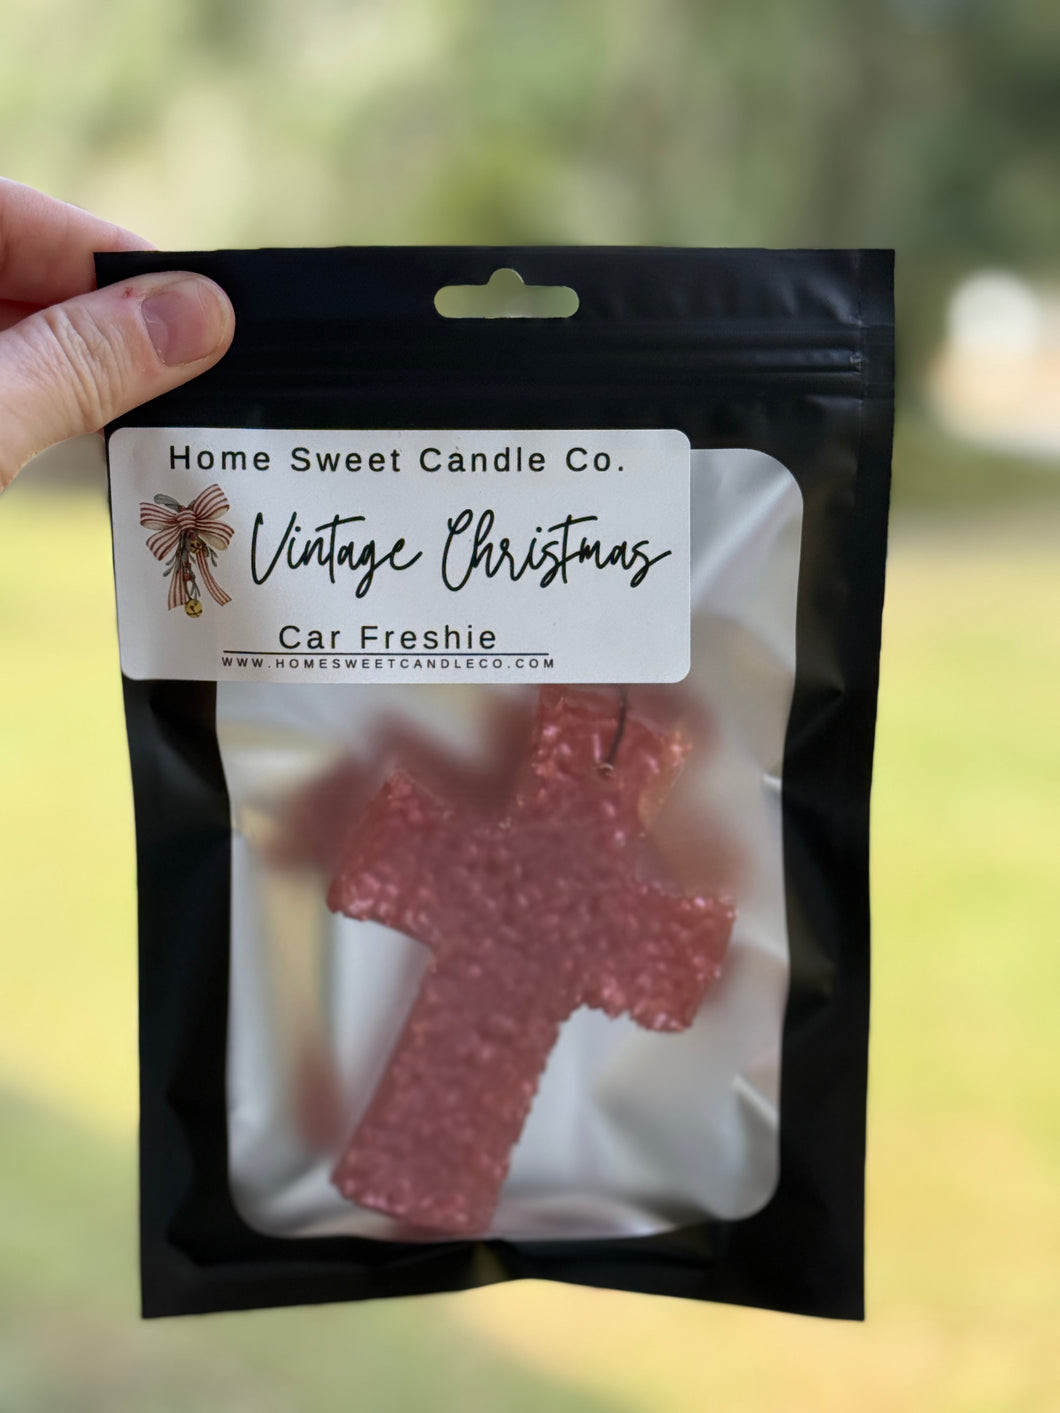 Home Sweet Candle Co.
Vintage Christmas
Car Freshie
WWW.HOMESWEETCANDLECO.COM